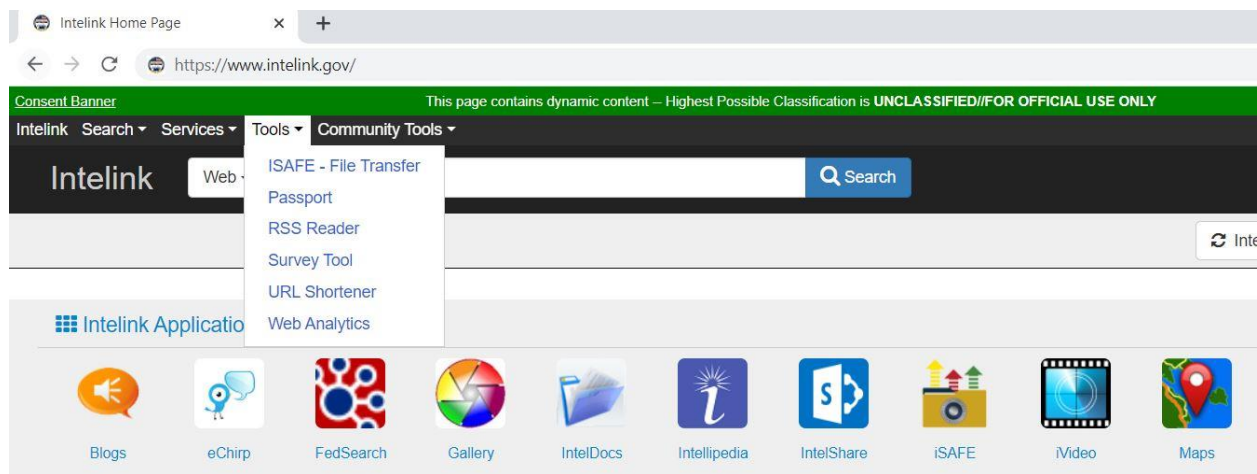 Intelink Home Page
https://www.intelink.gov/
Consent Banner This page contains dynamic content -- Highest Possible Classification is UNCLASSIFIED//FOR OFFICIAL USE ONLY
Intelink Search Services Tools Community Tools
Intelink Web Search
ISAFE - File Transfer
Passport
RSS Reader
Survey Tool
URL Shortener
Web Analytics
Intelink
Blogs eChirp FedSearch Gallery IntelDocs Intellipedia IntelShare iSAFE iVideo Maps